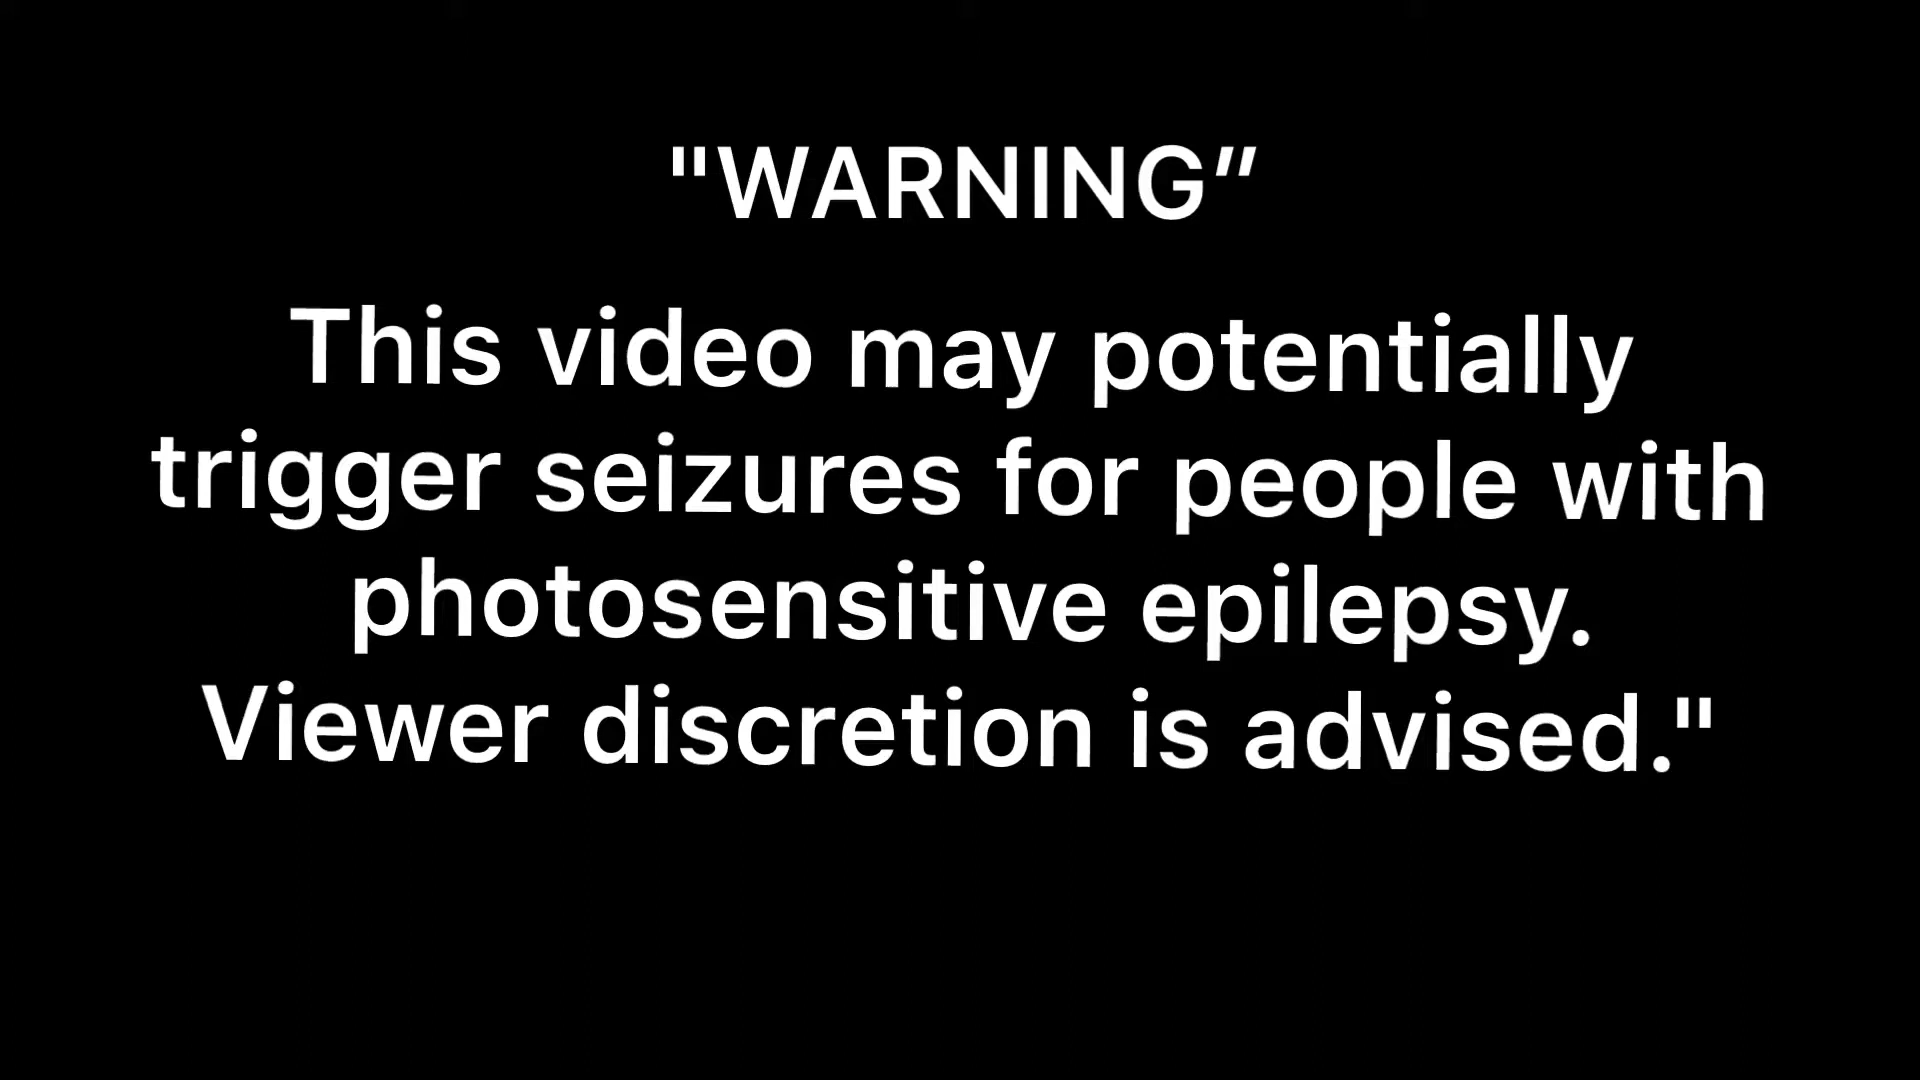 "WARNING”
This video may potentially
trigger seizures for people with
photosensitive epilepsy.
Viewer discretion is advised."